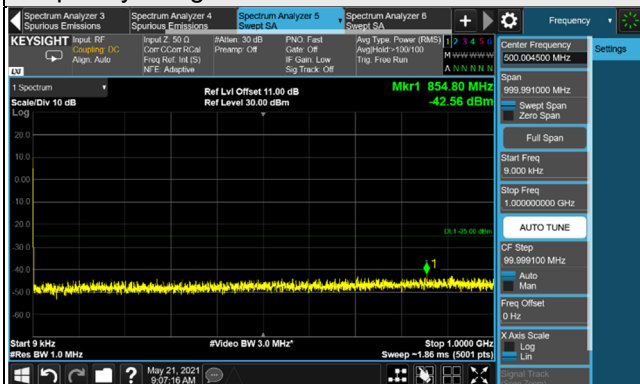 Spectrum Analyzer 3
Spurious Emissions
Spectrum Analyzer 4
Spurious Emissions
Spectrum Analyzer 5
Swept SA
Spectrum Analyzer 6
Swept SA
Frequency
KEYSIGHT
Input: RF
Coupling: DC
Align: Auto
Input Z: 50 Ω
Corr CCorr RCal
Freq Ref: Int (S)
NFE: Adaptive
#Atten: 30 dB
Preamp: Off
PNO: Fast
Gate: Off
IF Gain: Low
Sig Track: Off
Avg Type: Power (RMS)
Avg|Hold:>100/100
Trig: Free Run
1 2 3 4 5 6
M W W W W W
A N N N N N
LXI
1 Spectrum
Scale/Div 10 dB
Log
Ref Lvl Offset 11.00 dB
Ref Level 30.00 dBm
Mkr1 854.80 MHz
-42.56 dBm
20.0
10.0
0.00
-10.0
-20.0
-30.0
-40.0
-50.0
-60.0
DL1 -25.00 dBm
1
Start 9 kHz
#Res BW 1.0 MHz
#Video BW 3.0 MHz*
Stop 1.0000 GHz
Sweep ~1.86 ms (5001 pts)
May 21, 2021
9:07:16 AM
Center Frequency
500.004500 MHz
Settings
Span
999.991000 MHz
Swept Span
Zero Span
Full Span
Start Freq
9.000 kHz
Stop Freq
1.000000000 GHz
AUTO TUNE
CF Step
99.999100 MHz
Auto
Man
Freq Offset
0 Hz
X Axis Scale
Log
Lin
Signal Track